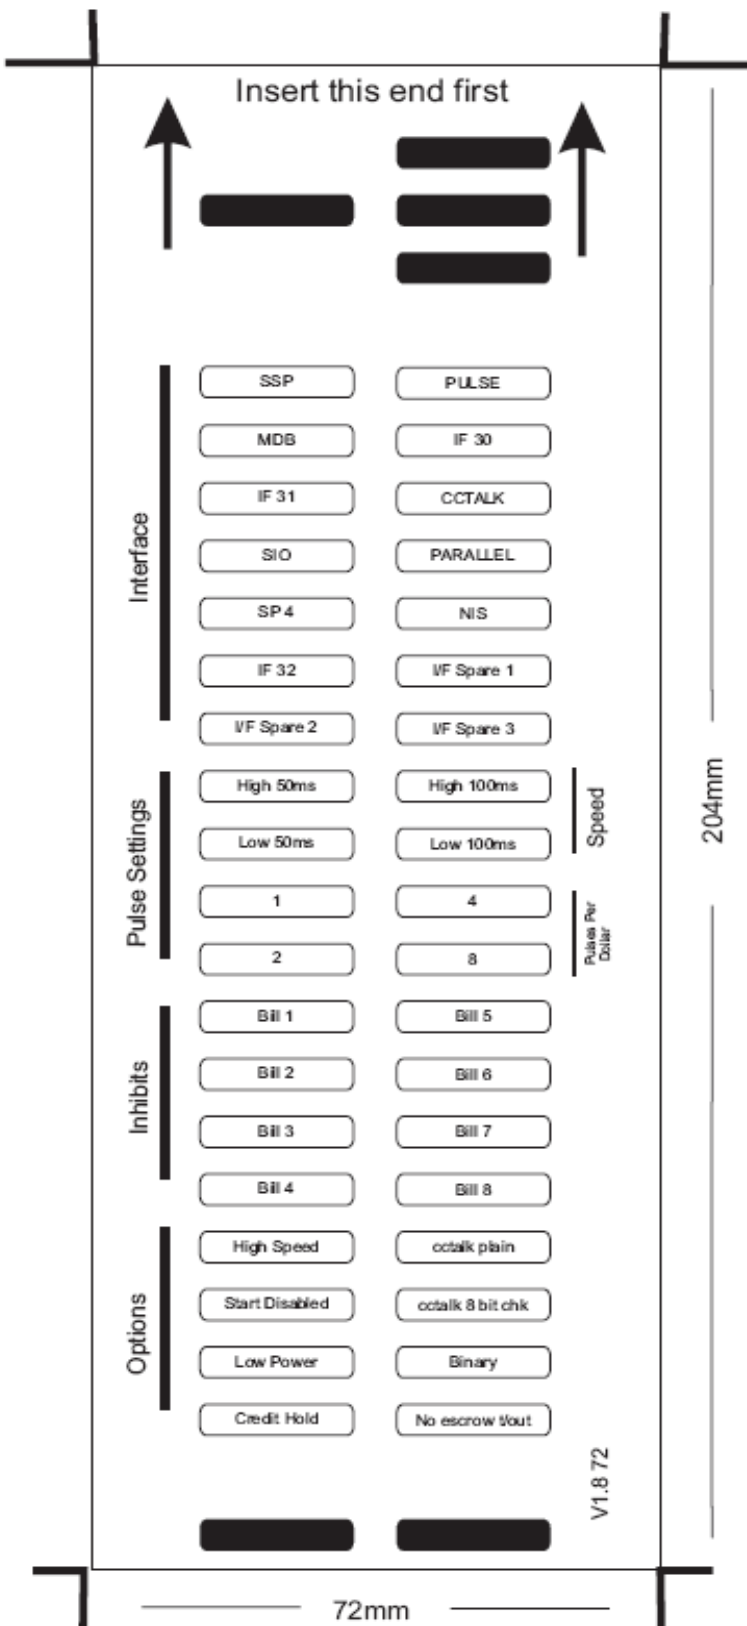 Insert this end first
Interface
SSP PULSE
MDB IF 30
IF 31 CCTALK
SIO PARALLEL
SP4 NIS
IF 32 I/F Spare 1
I/F Spare 2 I/F Spare 3
Pulse Settings
High 50ms High 100ms
Low 50ms Low 100ms
Speed
1 4
2 8
Pulses Per
Dollar
Inhibits
Bill 1 Bill 5
Bill 2 Bill 6
Bill 3 Bill 7
Bill 4 Bill 8
Options
High Speed cctalk plain
Start Disabled cctalk 8 bit chk
Low Power Binary
Credit Hold No escrow t/out
V1.8 72
204mm
72mm